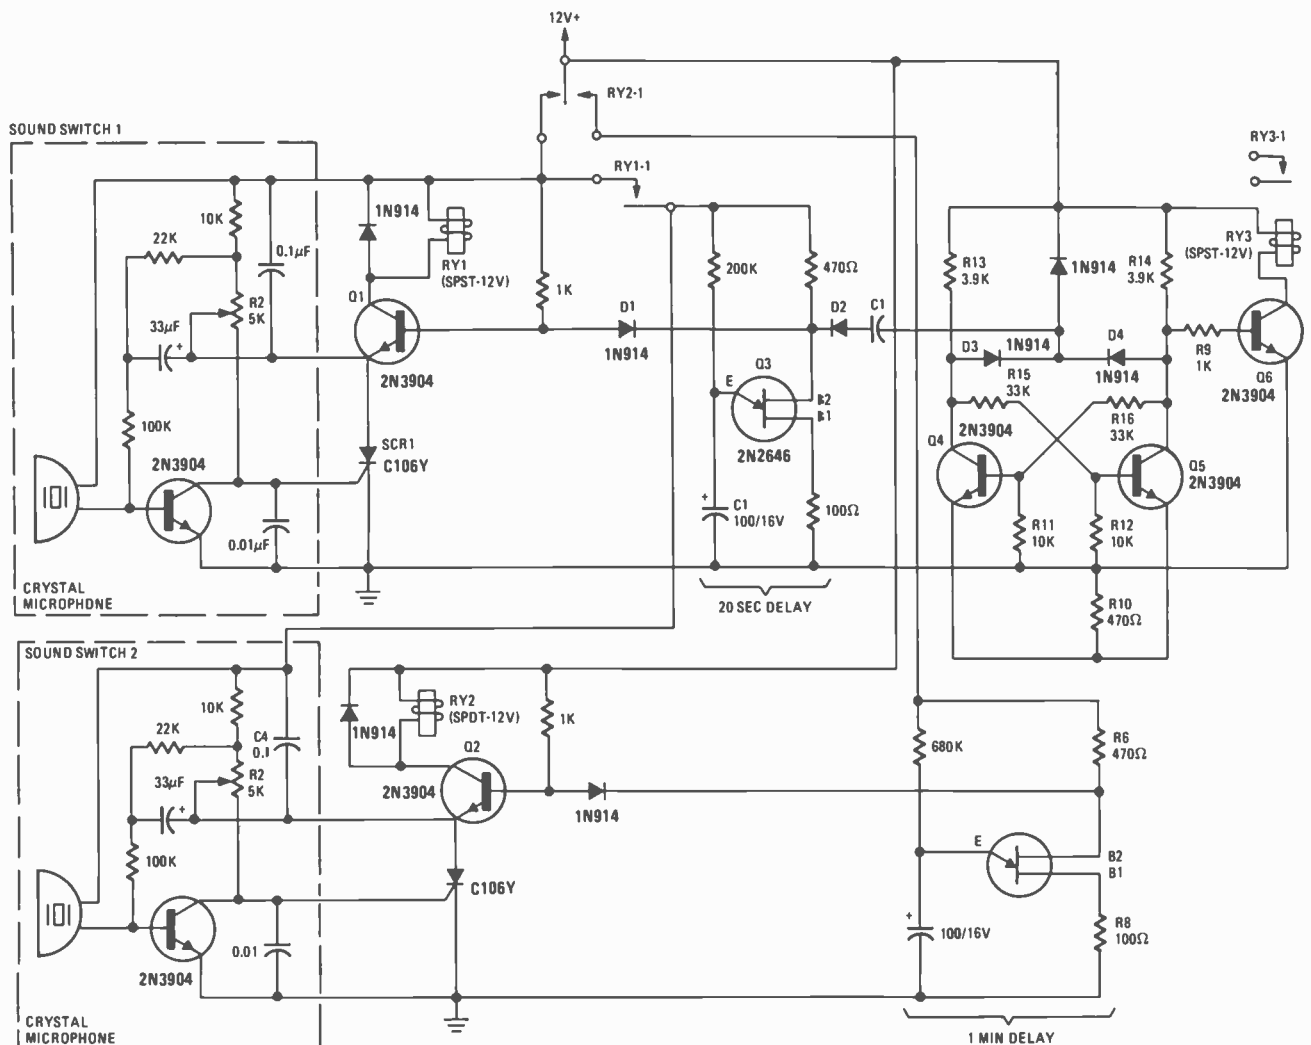 12V+
RY2-1
SOUND SWITCH 1
RY3-1
RY1-1
10K
22K
0.1µF
1N914
RY1
(SPST-12V)
200K
470Ω
R13
3.9K
1N914
R14
3.9K
RY3
(SPST-12V)
R2
5K
33µF
+
Q1
1K
D1
1N914
D2
C1
D3
1N914
D4
R9
1K
Q6
2N3904
2N3904
100K
Q3
E
B2
B1
2N2646
R15
33K
R16
33K
Q4
2N3904
Q5
2N3904
2N3904
SCR1
C106Y
+
C1
100/16V
100Ω
R11
10K
R12
10K
0.01µF
CRYSTAL
MICROPHONE
20 SEC DELAY
R10
470Ω
SOUND SWITCH 2
10K
22K
C4
0.1
1N914
RY2
(SPDT-12V)
1K
680K
R6
470Ω
33µF
+
R2
5K
Q2
2N3904
1N914
100K
E
B2
B1
C106Y
2N3904
0.01
+
100/16V
R8
100Ω
CRYSTAL
MICROPHONE
1 MIN DELAY